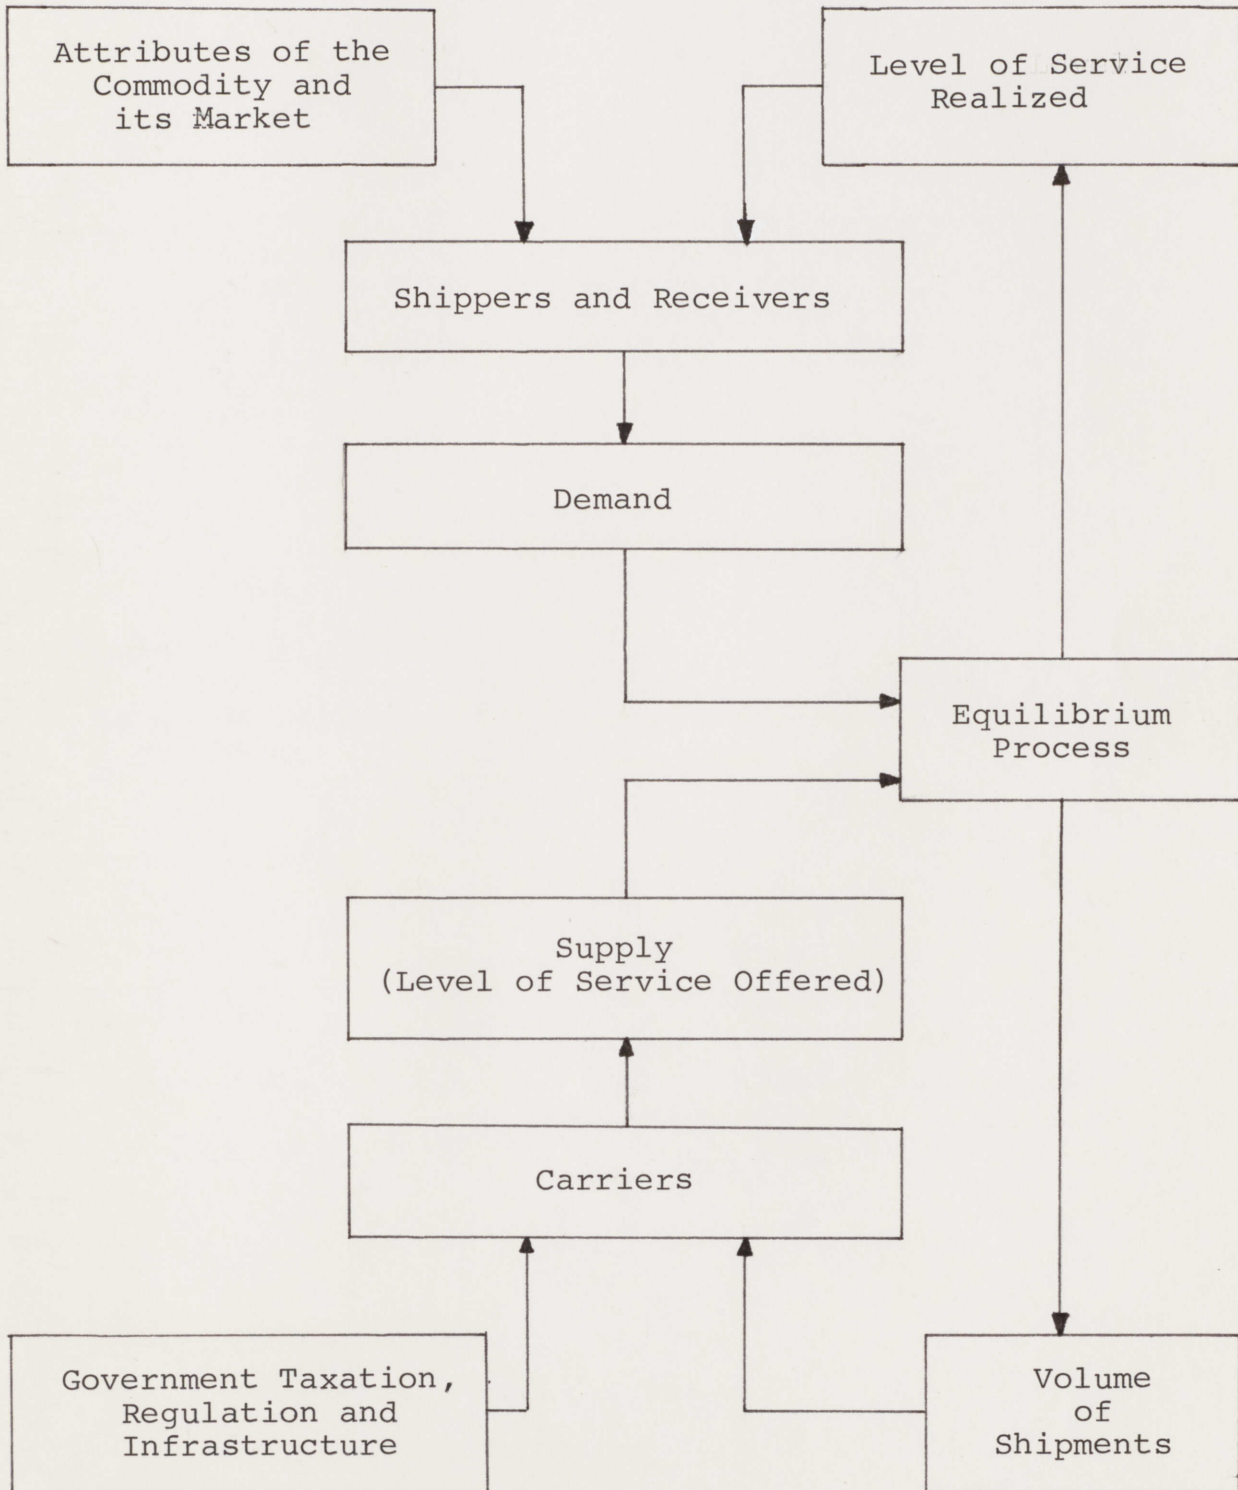 Attributes of the
Commodity and
its Market
Level of Service
Realized
Shippers and Receivers
Demand
Equilibrium
Process
Supply
(Level of Service Offered)
Carriers
Government Taxation,
Regulation and
Infrastructure
Volume
of
Shipments